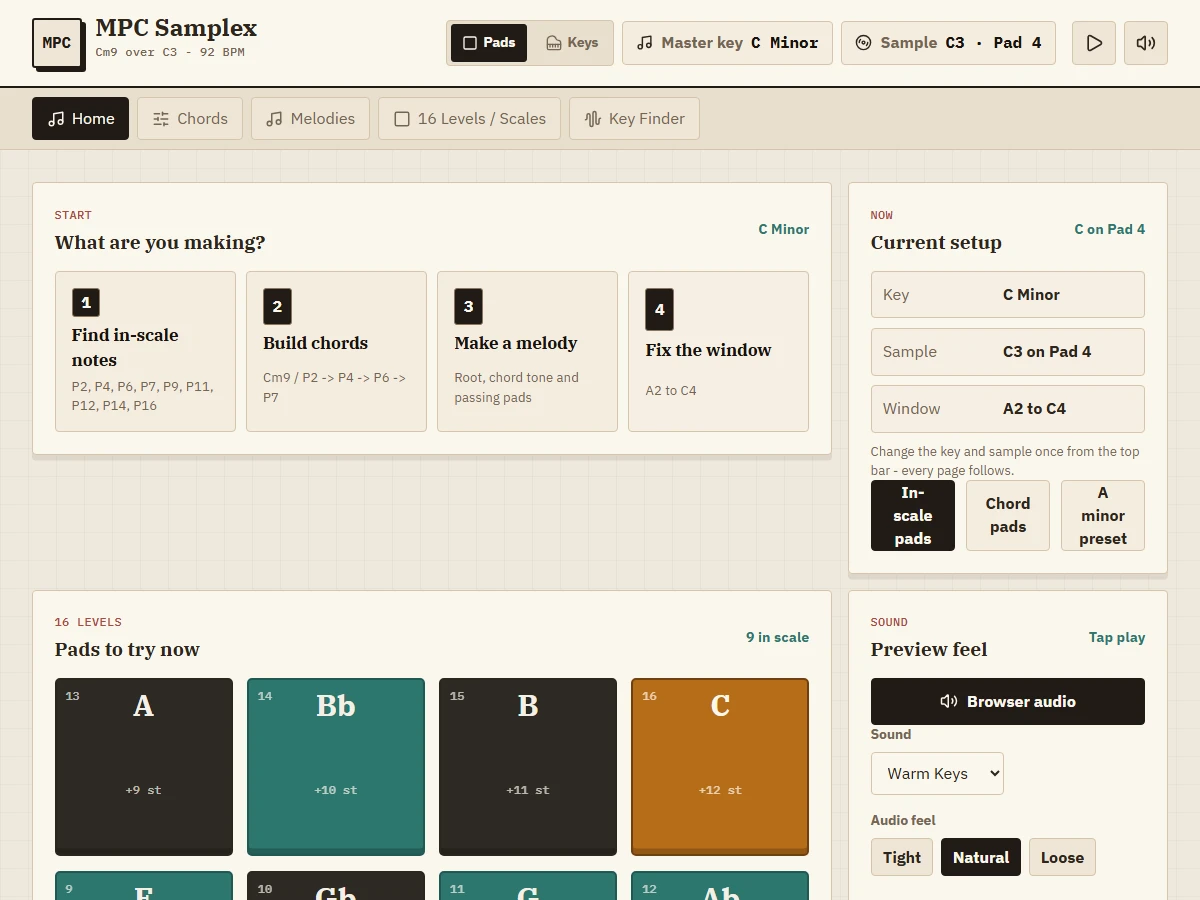 MPC
MPC Samplex
Cm9 over C3 - 92 BPM
Pads
Keys
Master key C Minor
Sample C3 · Pad 4
Home
Chords
Melodies
16 Levels / Scales
Key Finder
START
What are you making?
C Minor
1
Find in-scale
notes
P2, P4, P6, P7, P9, P11,
P12, P14, P16
2
Build chords
Cm9 / P2 -> P4 -> P6 ->
P7
3
Make a melody
Root, chord tone and
passing pads
4
Fix the window
A2 to C4
NOW
Current setup
C on Pad 4
Key C Minor
Sample C3 on Pad 4
Window A2 to C4
Change the key and sample once from the top
bar - every page follows.
In-
scale
pads
Chord
pads
A
minor
preset
16 LEVELS
Pads to try now
9 in scale
13 A
+9 st
14 Bb
+10 st
15 B
+11 st
16 C
+12 st
9
10 Gb
11 G
12 Ab
SOUND
Preview feel
Tap play
Browser audio
Sound
Warm Keys
Audio feel
Tight
Natural
Loose